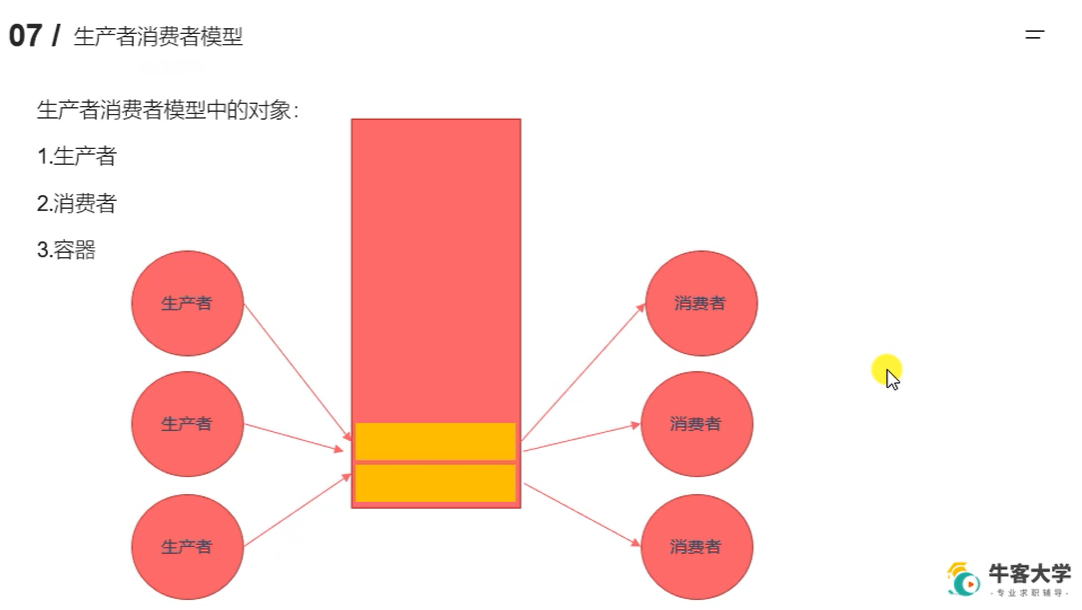 07 / 生产者消费者模型
生产者消费者模型中的对象：
1.生产者
2.消费者
3.容器
生产者
消费者
生产者
消费者
生产者
消费者
牛客大学
·专业求职辅导·